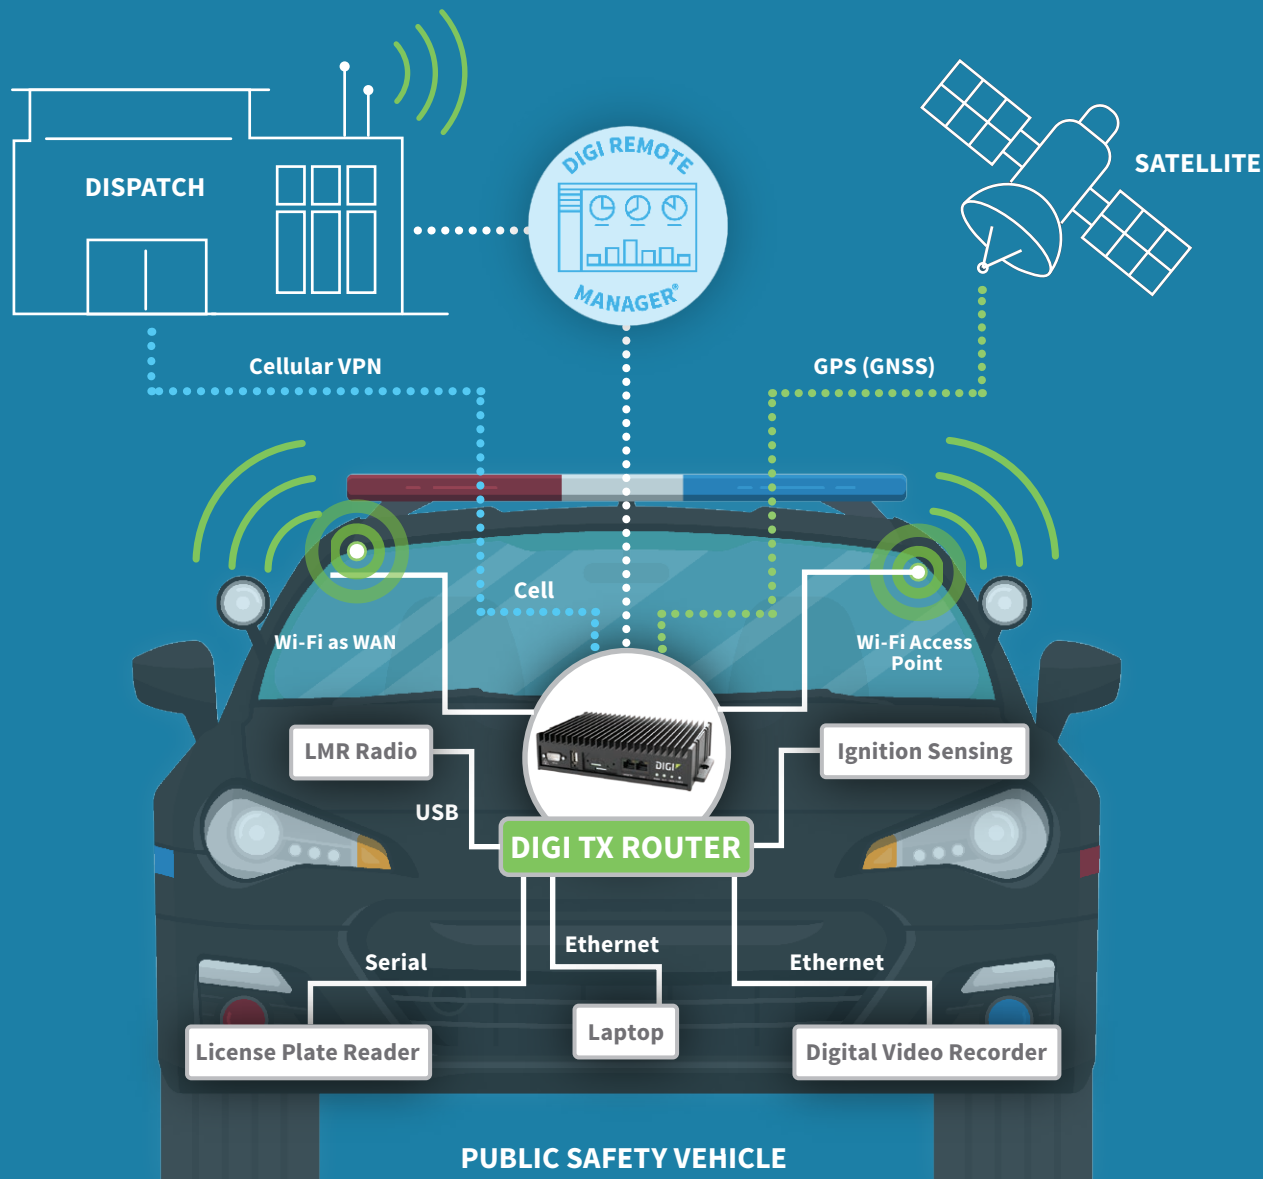 DISPATCH
DIGI REMOTE
MANAGER®
SATELLITE
Cellular VPN
GPS (GNSS)
Cell
Wi-Fi as WAN
Wi-Fi Access
Point
LMR Radio
Ignition Sensing
DIGI
USB
DIGI TX ROUTER
Ethernet
Serial
Ethernet
Laptop
License Plate Reader
Digital Video Recorder
PUBLIC SAFETY VEHICLE